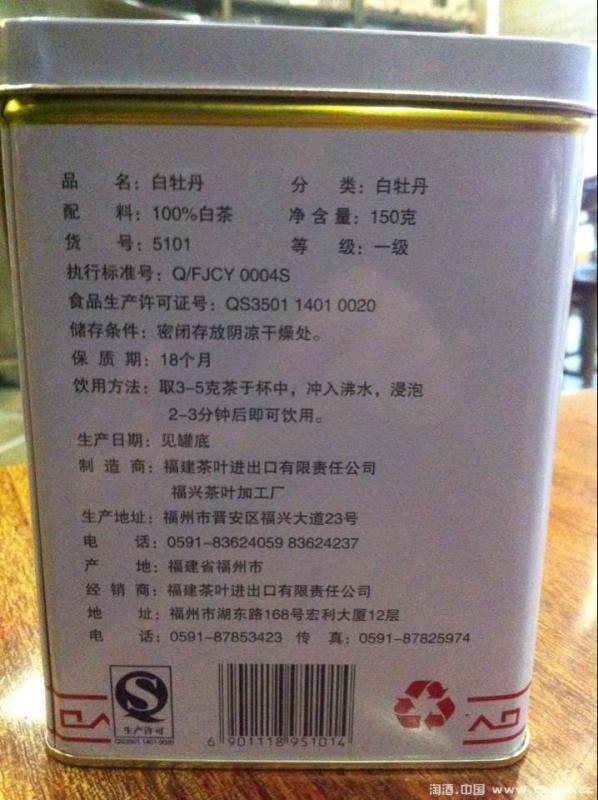 品 名：白牡丹 分 类：白牡丹
配 料：100%白茶 净含量：150克
货 号：5101 等 级：一级
执行标准号：Q/FJCY 0004S
食品生产许可证号：QS3501 1401 0020
储存条件：密闭存放阴凉干燥处。
保 质 期：18个月
饮用方法：取3-5克茶于杯中，冲入沸水，浸泡
2-3分钟后即可饮用。
生产日期：见罐底
制 造 商：福建茶叶进出口有限责任公司
福兴茶叶加工厂
生产地址：福州市晋安区福兴大道23号
电 话：0591-83624059 83624237
产 地：福建省福州市
经 销 商：福建茶叶进出口有限责任公司
地 址：福州市湖东路168号宏利大厦12层
电 话：0591-87853423 传 真：0591-87825974
生产许可
QS3501 1401 0020
6 901118 951014
淘酒.中国